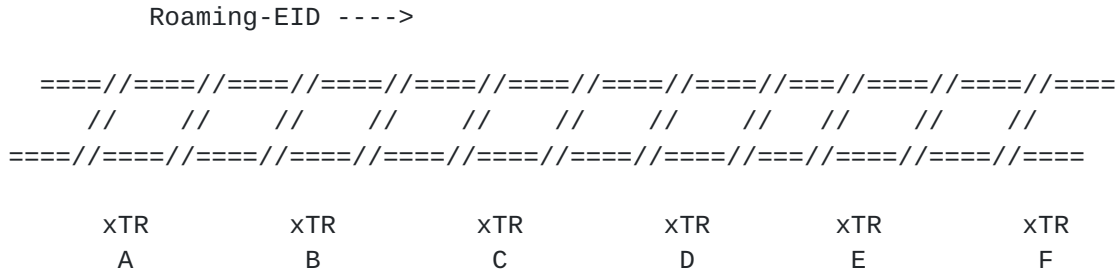 Roaming-EID ---->
====//====//====//====//====//====//====//====//===//====//====//====
// // // // // // // // // // //
====//====//====//====//====//====//====//====//===//====//====//====
xTR xTR xTR xTR xTR xTR
A B C D E F